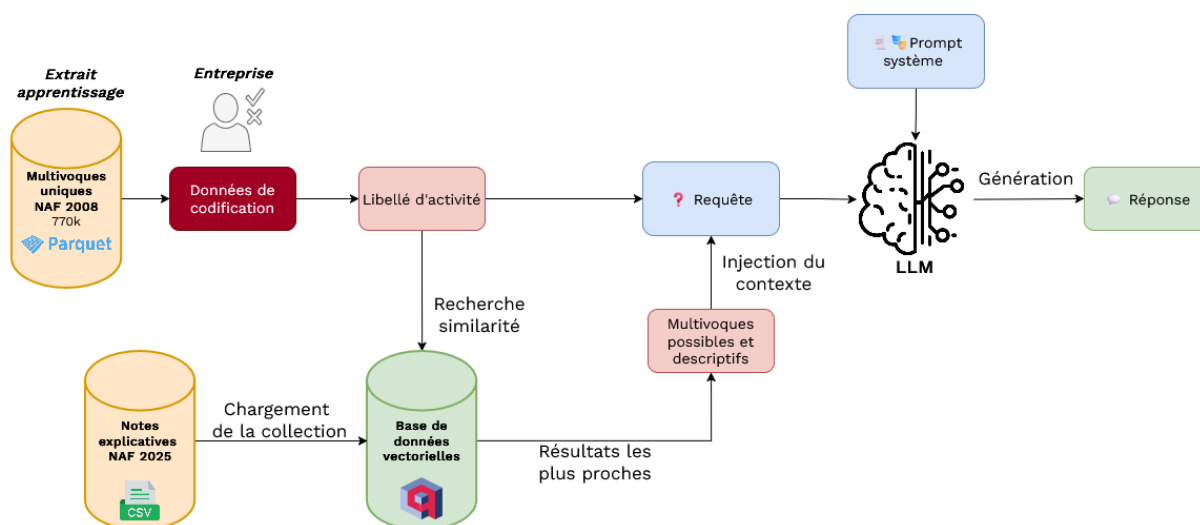 Extrait
apprentissage
Entreprise
Prompt
système
Multivoques
uniques
NAF 2008
770k
Parquet
Données de
codification
Libellé d'activité
Requête
LLM
Génération
Réponse
Injection du
contexte
Recherche
similarité
Multivoques
possibles et
descriptifs
Notes
explicatives
NAF 2025
CSV
Chargement
de la collection
Base de
données
vectorielles
Résultats les
plus proches